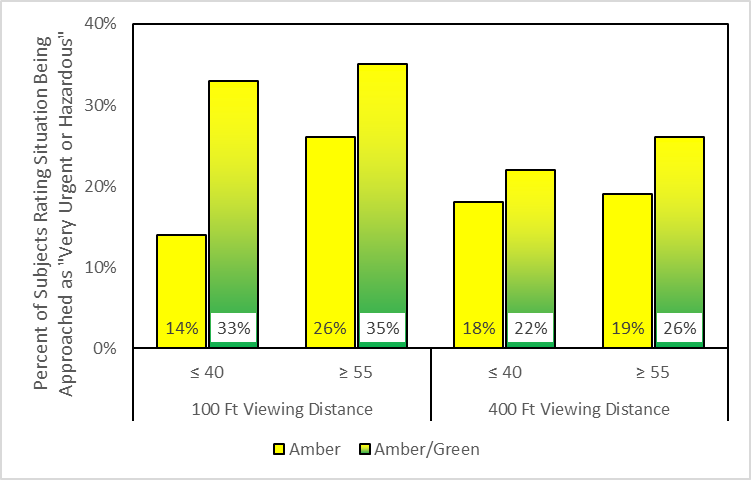 Percent of Subjects Rating Situation Being
Approached as "Very Urgent or Hazardous"
40%
30%
20%
10%
0%
14%
33%
26%
35%
18%
22%
19%
26%
≤ 40
≥ 55
≤ 40
≥ 55
100 Ft Viewing Distance
400 Ft Viewing Distance
Amber
Amber/Green